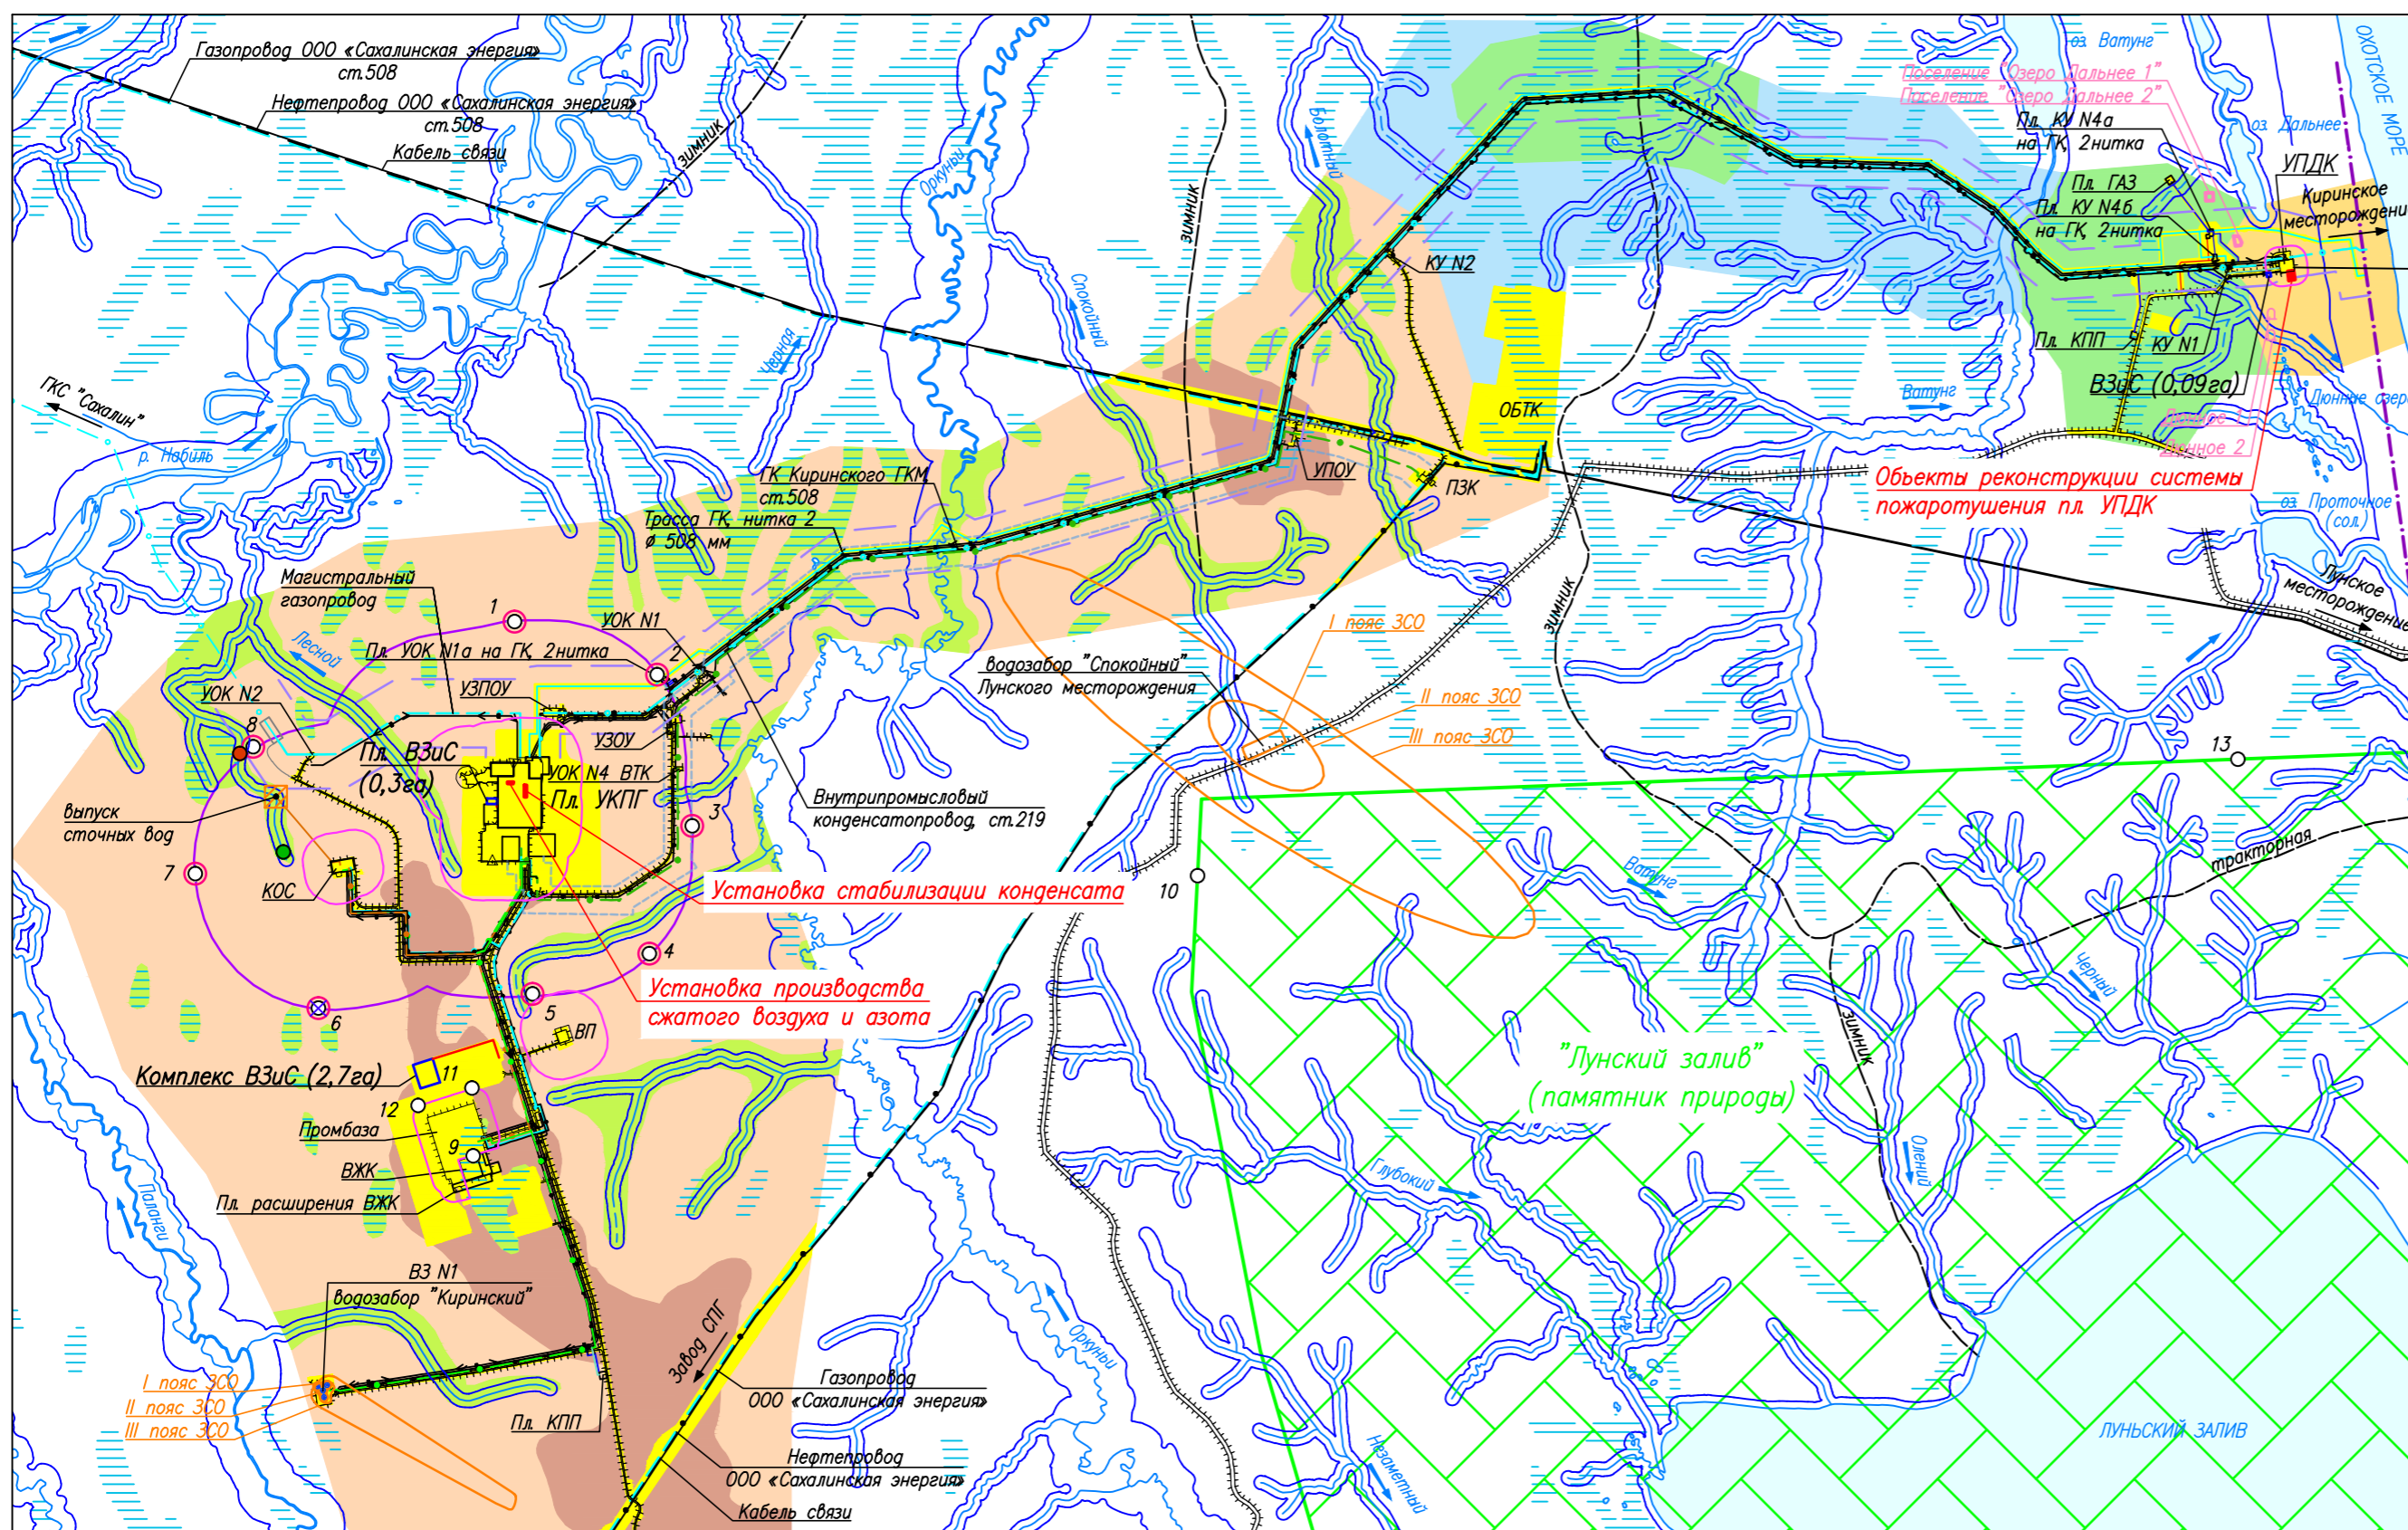 Газопровод ООО «Сахалинская энергия»
ст.508
Нефтепровод ООО «Сахалинская энергия»
ст.508
Кабель связи
зимник
Оркуньи
Болотный
зимник
Спокойный
Черная
оз. Ватунг
ОХОТСКОЕ МОРЕ
Поселение "Озеро Дальнее 1"
Поселение "Озеро Дальнее 2"
Пл. КУ N4а
на ГК, 2нитка
оз. Дальнее
УПДК
Пл. ГАЗ
Киринское
месторождени
Пл. КУ N4б
на ГК, 2нитка
КУ N2
Пл. КПП
КУ N1
ВЗиС (0,09га)
Ватунг
Дюнные озер
Дюнное 1
Дюнное 2
ОБТК
ГКС "Сахалин"
р. Набиль
ГК Киринского ГКМ
ст.508
УПОУ
ПЗК
Объекты реконструкции системы
пожаротушения пл. УПДК
оз. Проточное
(сол.)
Трасса ГК, нитка 2
ø 508 мм
Магистральный
газопровод
1
УОК N1
Лунское
месторождение
зимник
I пояс ЗСО
Лесной
Пл. УОК N1а на ГК, 2нитка
2
водозабор "Спокойный"
Лунского месторождения
УОК N2
УЗПОУ
II пояс ЗСО
III пояс ЗСО
8
УЗОУ
13
Пл. ВЗиС
(0,3га)
УОК N4 ВТК
Пл. УКПГ
Внутрипромысловый
конденсатопровод, ст.219
3
выпуск
сточных вод
тракторная
7
КОС
Установка стабилизации конденсата
10
Ватунг
4
Черный
Установка производства
сжатого воздуха и азота
5
6
ВП
зимник
"Лунский залив"
(памятник природы)
Комплекс ВЗиС (2,7га)
11
12
Промбаза
9
ВЖК
Пл. расширения ВЖК
Паланги
Глубокий
Олений
ВЗ N1
водозабор "Киринский"
Оркуньи
Завод СПГ
Газопровод
ООО «Сахалинская энергия»
I пояс ЗСО
II пояс ЗСО
III пояс ЗСО
Пл. КПП
Нефтепровод
ООО «Сахалинская энергия»
Кабель связи
Незаметный
ЛУНЬСКИЙ ЗАЛИВ